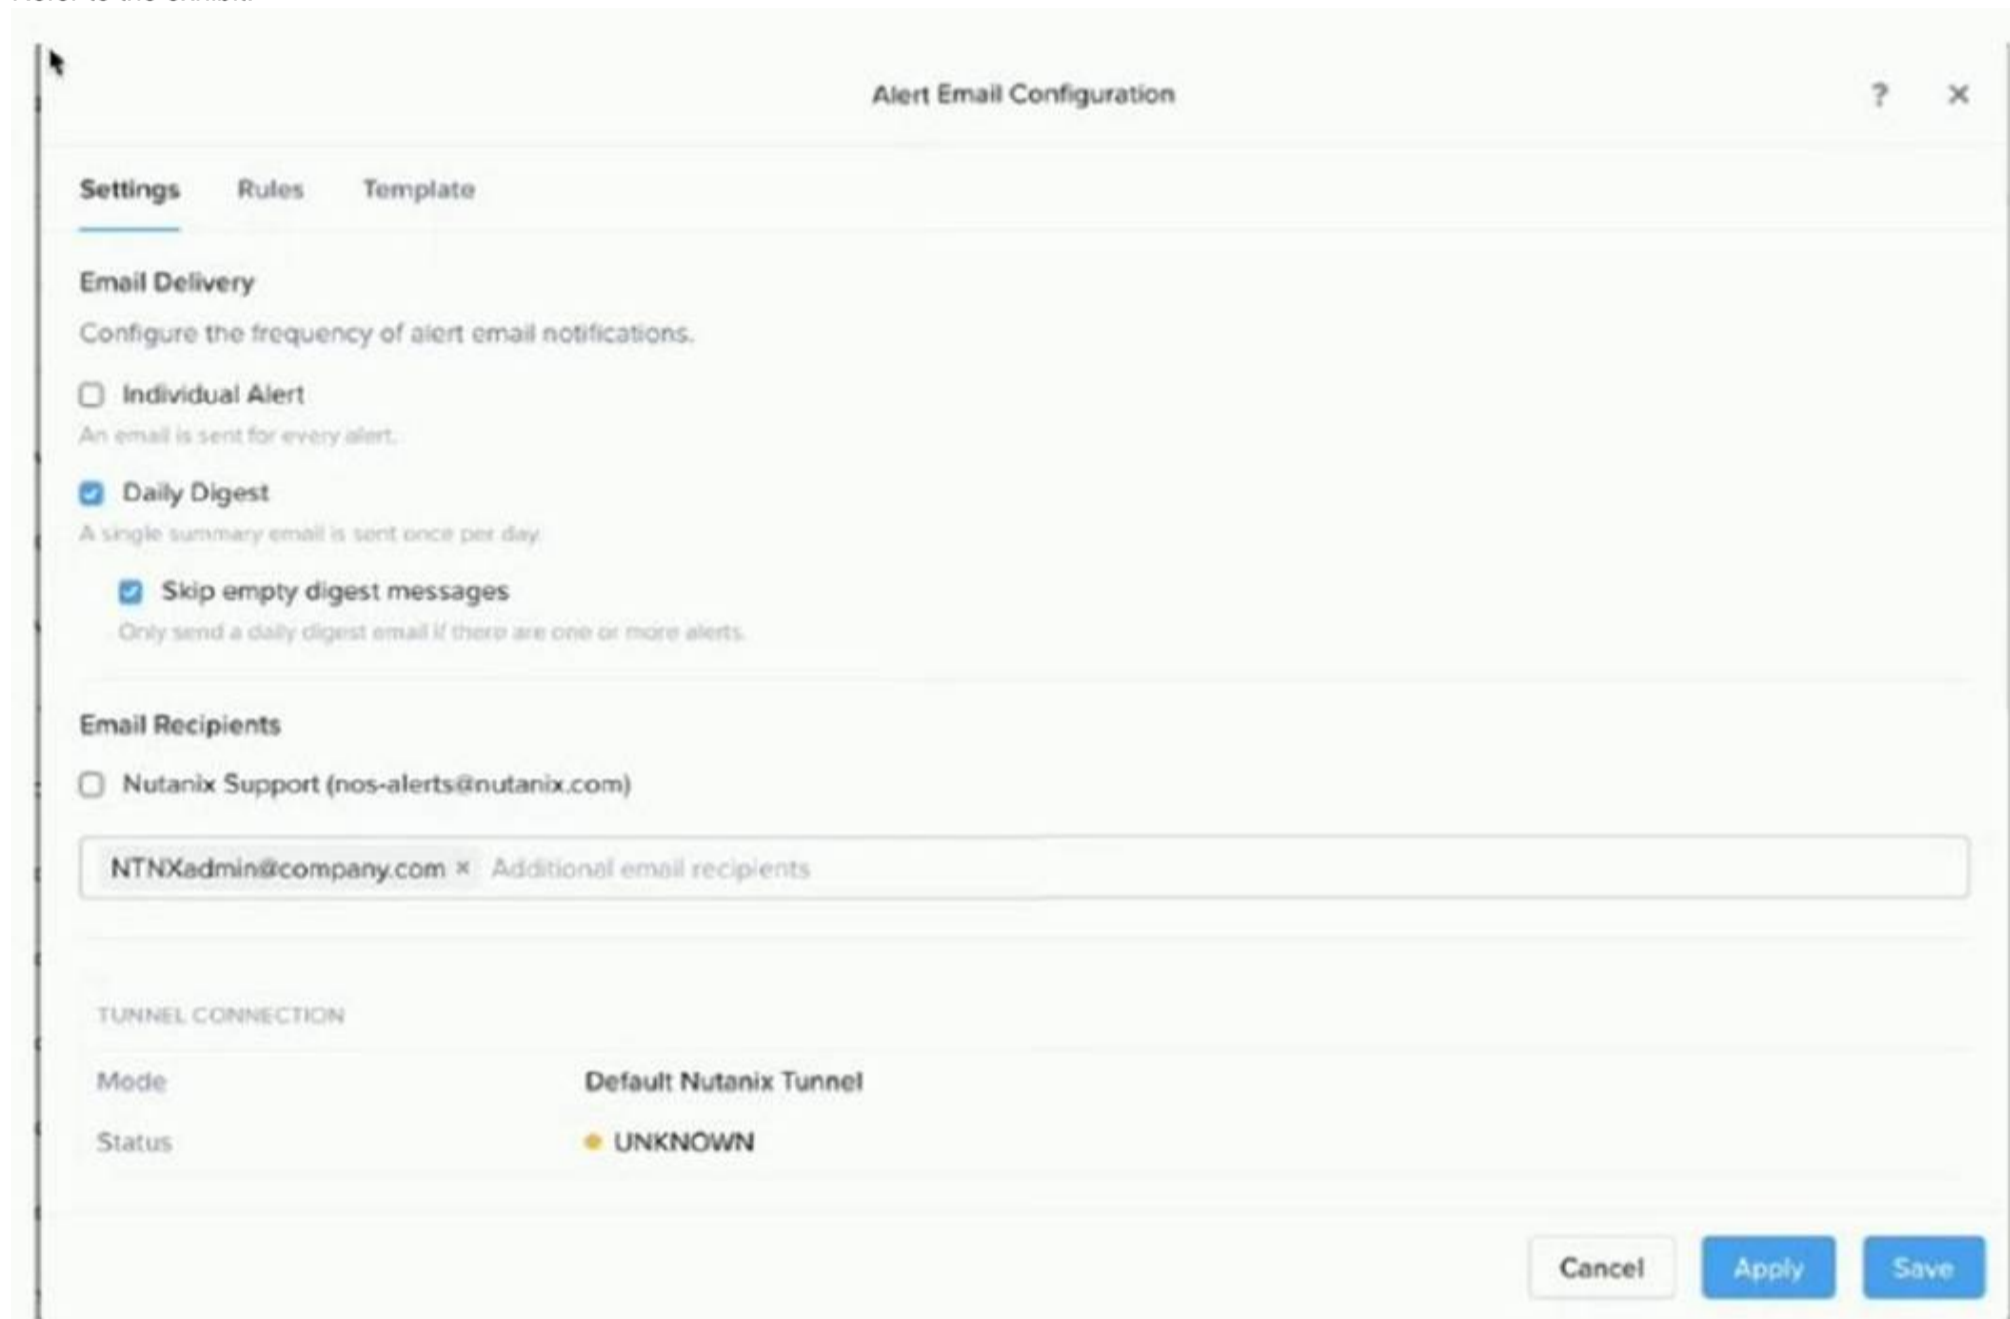 Alert Email Configuration
? ×
Settings Rules Template
Email Delivery
Configure the frequency of alert email notifications.
Individual Alert
An email is sent for every alert.
Daily Digest
A single summary email is sent once per day.
Skip empty digest messages
Only send a daily digest email if there are one or more alerts.
Email Recipients
Nutanix Support (nos-alerts@nutanix.com)
NTNXadmin@company.com × Additional email recipients
TUNNEL CONNECTION
Mode Default Nutanix Tunnel
Status UNKNOWN
Cancel Apply Save